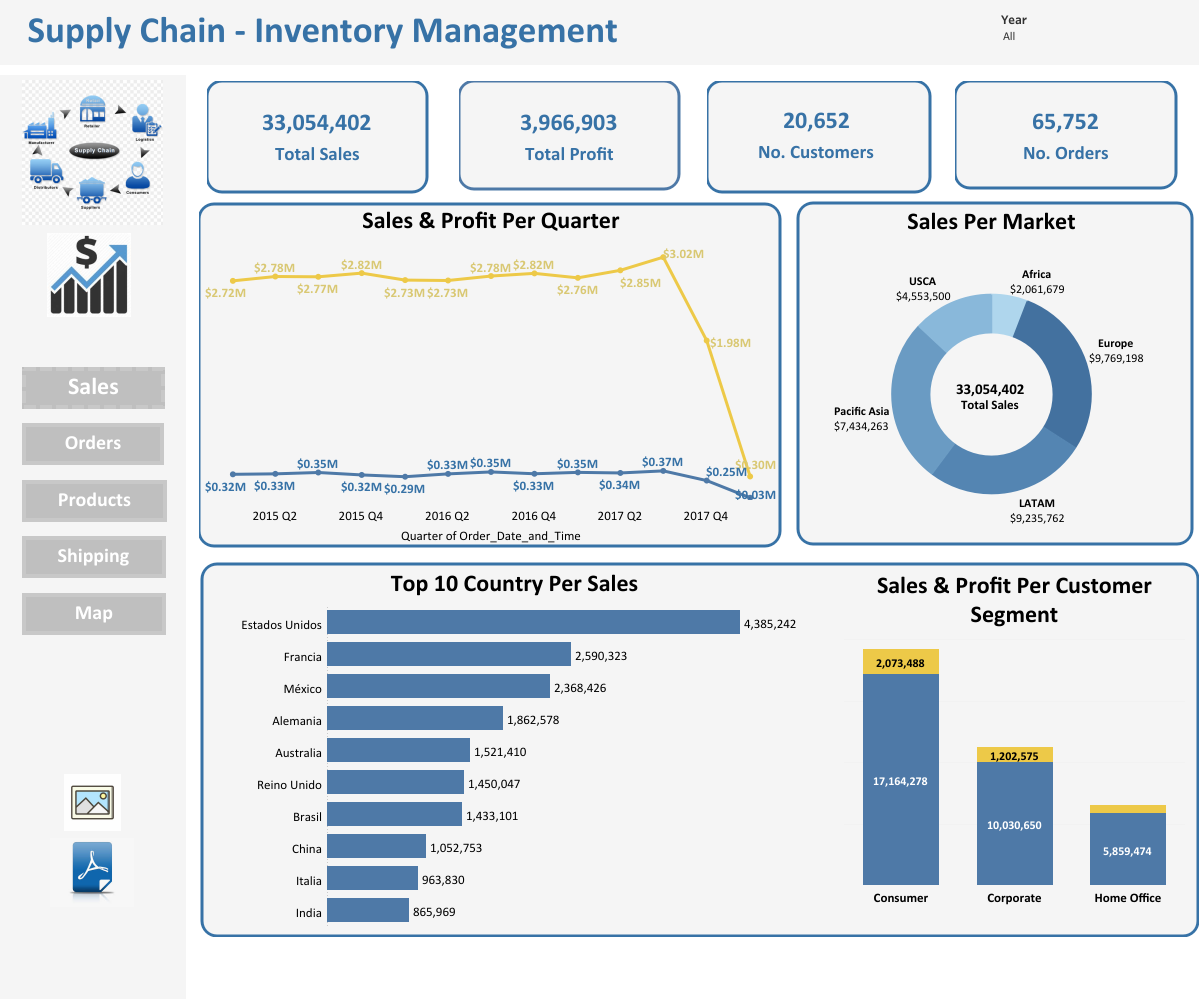 Supply Chain - Inventory Management
Year
All
Retailer
Manufacturer
Logistics
Supply Chain
Distributors
Consumers
Suppliers
$
Sales
Orders
Products
Shipping
Map
33,054,402
Total Sales
3,966,903
Total Profit
20,652
No. Customers
65,752
No. Orders
Sales & Profit Per Quarter
$2.72M
$2.78M
$2.77M
$2.82M
$2.73M
$2.73M
$2.78M
$2.82M
$2.76M
$2.85M
$3.02M
$1.98M
$0.30M
$0.32M
$0.33M
$0.35M
$0.32M
$0.29M
$0.33M
$0.35M
$0.33M
$0.35M
$0.34M
$0.37M
$0.25M
$0.03M
2015 Q2
2015 Q4
2016 Q2
2016 Q4
2017 Q2
2017 Q4
Quarter of Order_Date_and_Time
Sales Per Market
USCA
$4,553,500
Africa
$2,061,679
Europe
$9,769,198
33,054,402
Total Sales
Pacific Asia
$7,434,263
LATAM
$9,235,762
Top 10 Country Per Sales
Estados Unidos 4,385,242
Francia 2,590,323
México 2,368,426
Alemania 1,862,578
Australia 1,521,410
Reino Unido 1,450,047
Brasil 1,433,101
China 1,052,753
Italia 963,830
India 865,969
Sales & Profit Per Customer
Segment
2,073,488
17,164,278
1,202,575
10,030,650
5,859,474
Consumer
Corporate
Home Office